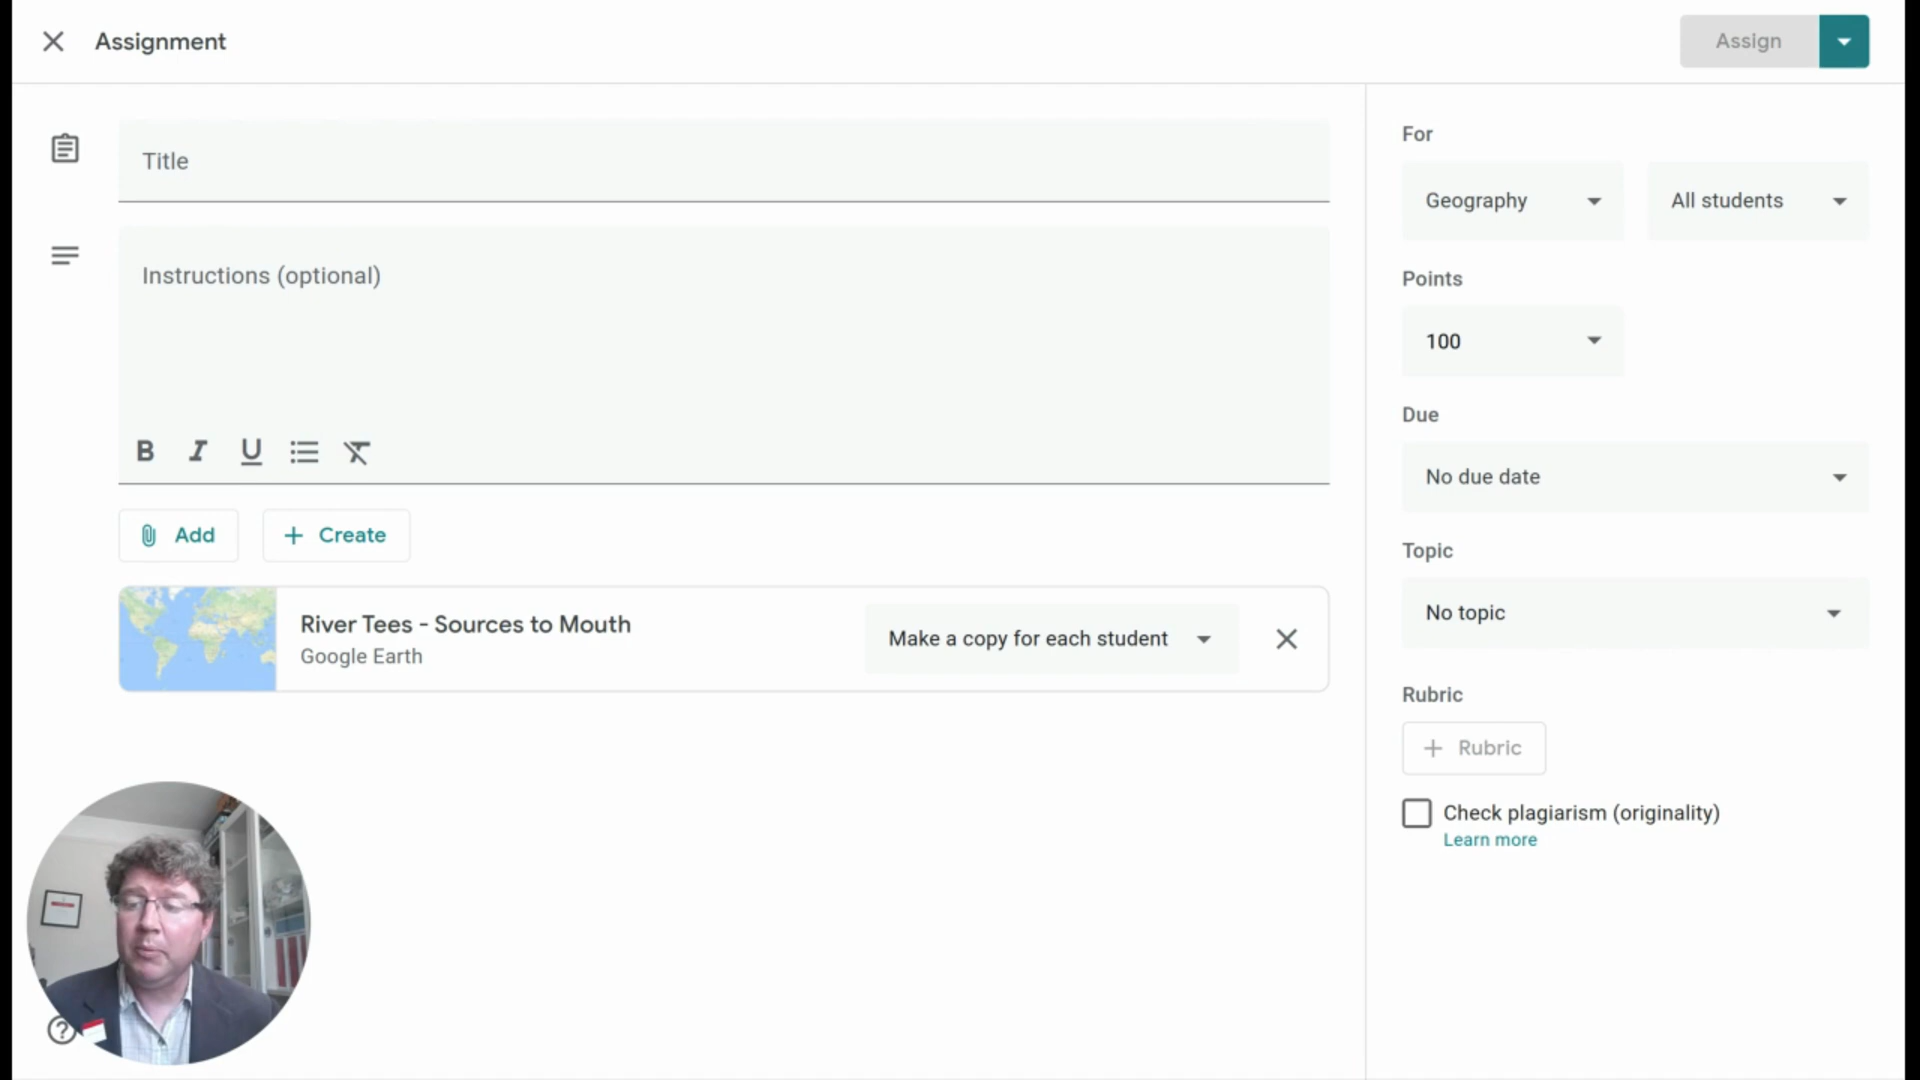 Assignment
Assign
Title
Instructions (optional)
B I U
Add
Create
River Tees - Sources to Mouth
Google Earth
Make a copy for each student
For
Geography
All students
Points
100
Due
No due date
Topic
No topic
Rubric
Rubric
Check plagiarism (originality)
Learn more